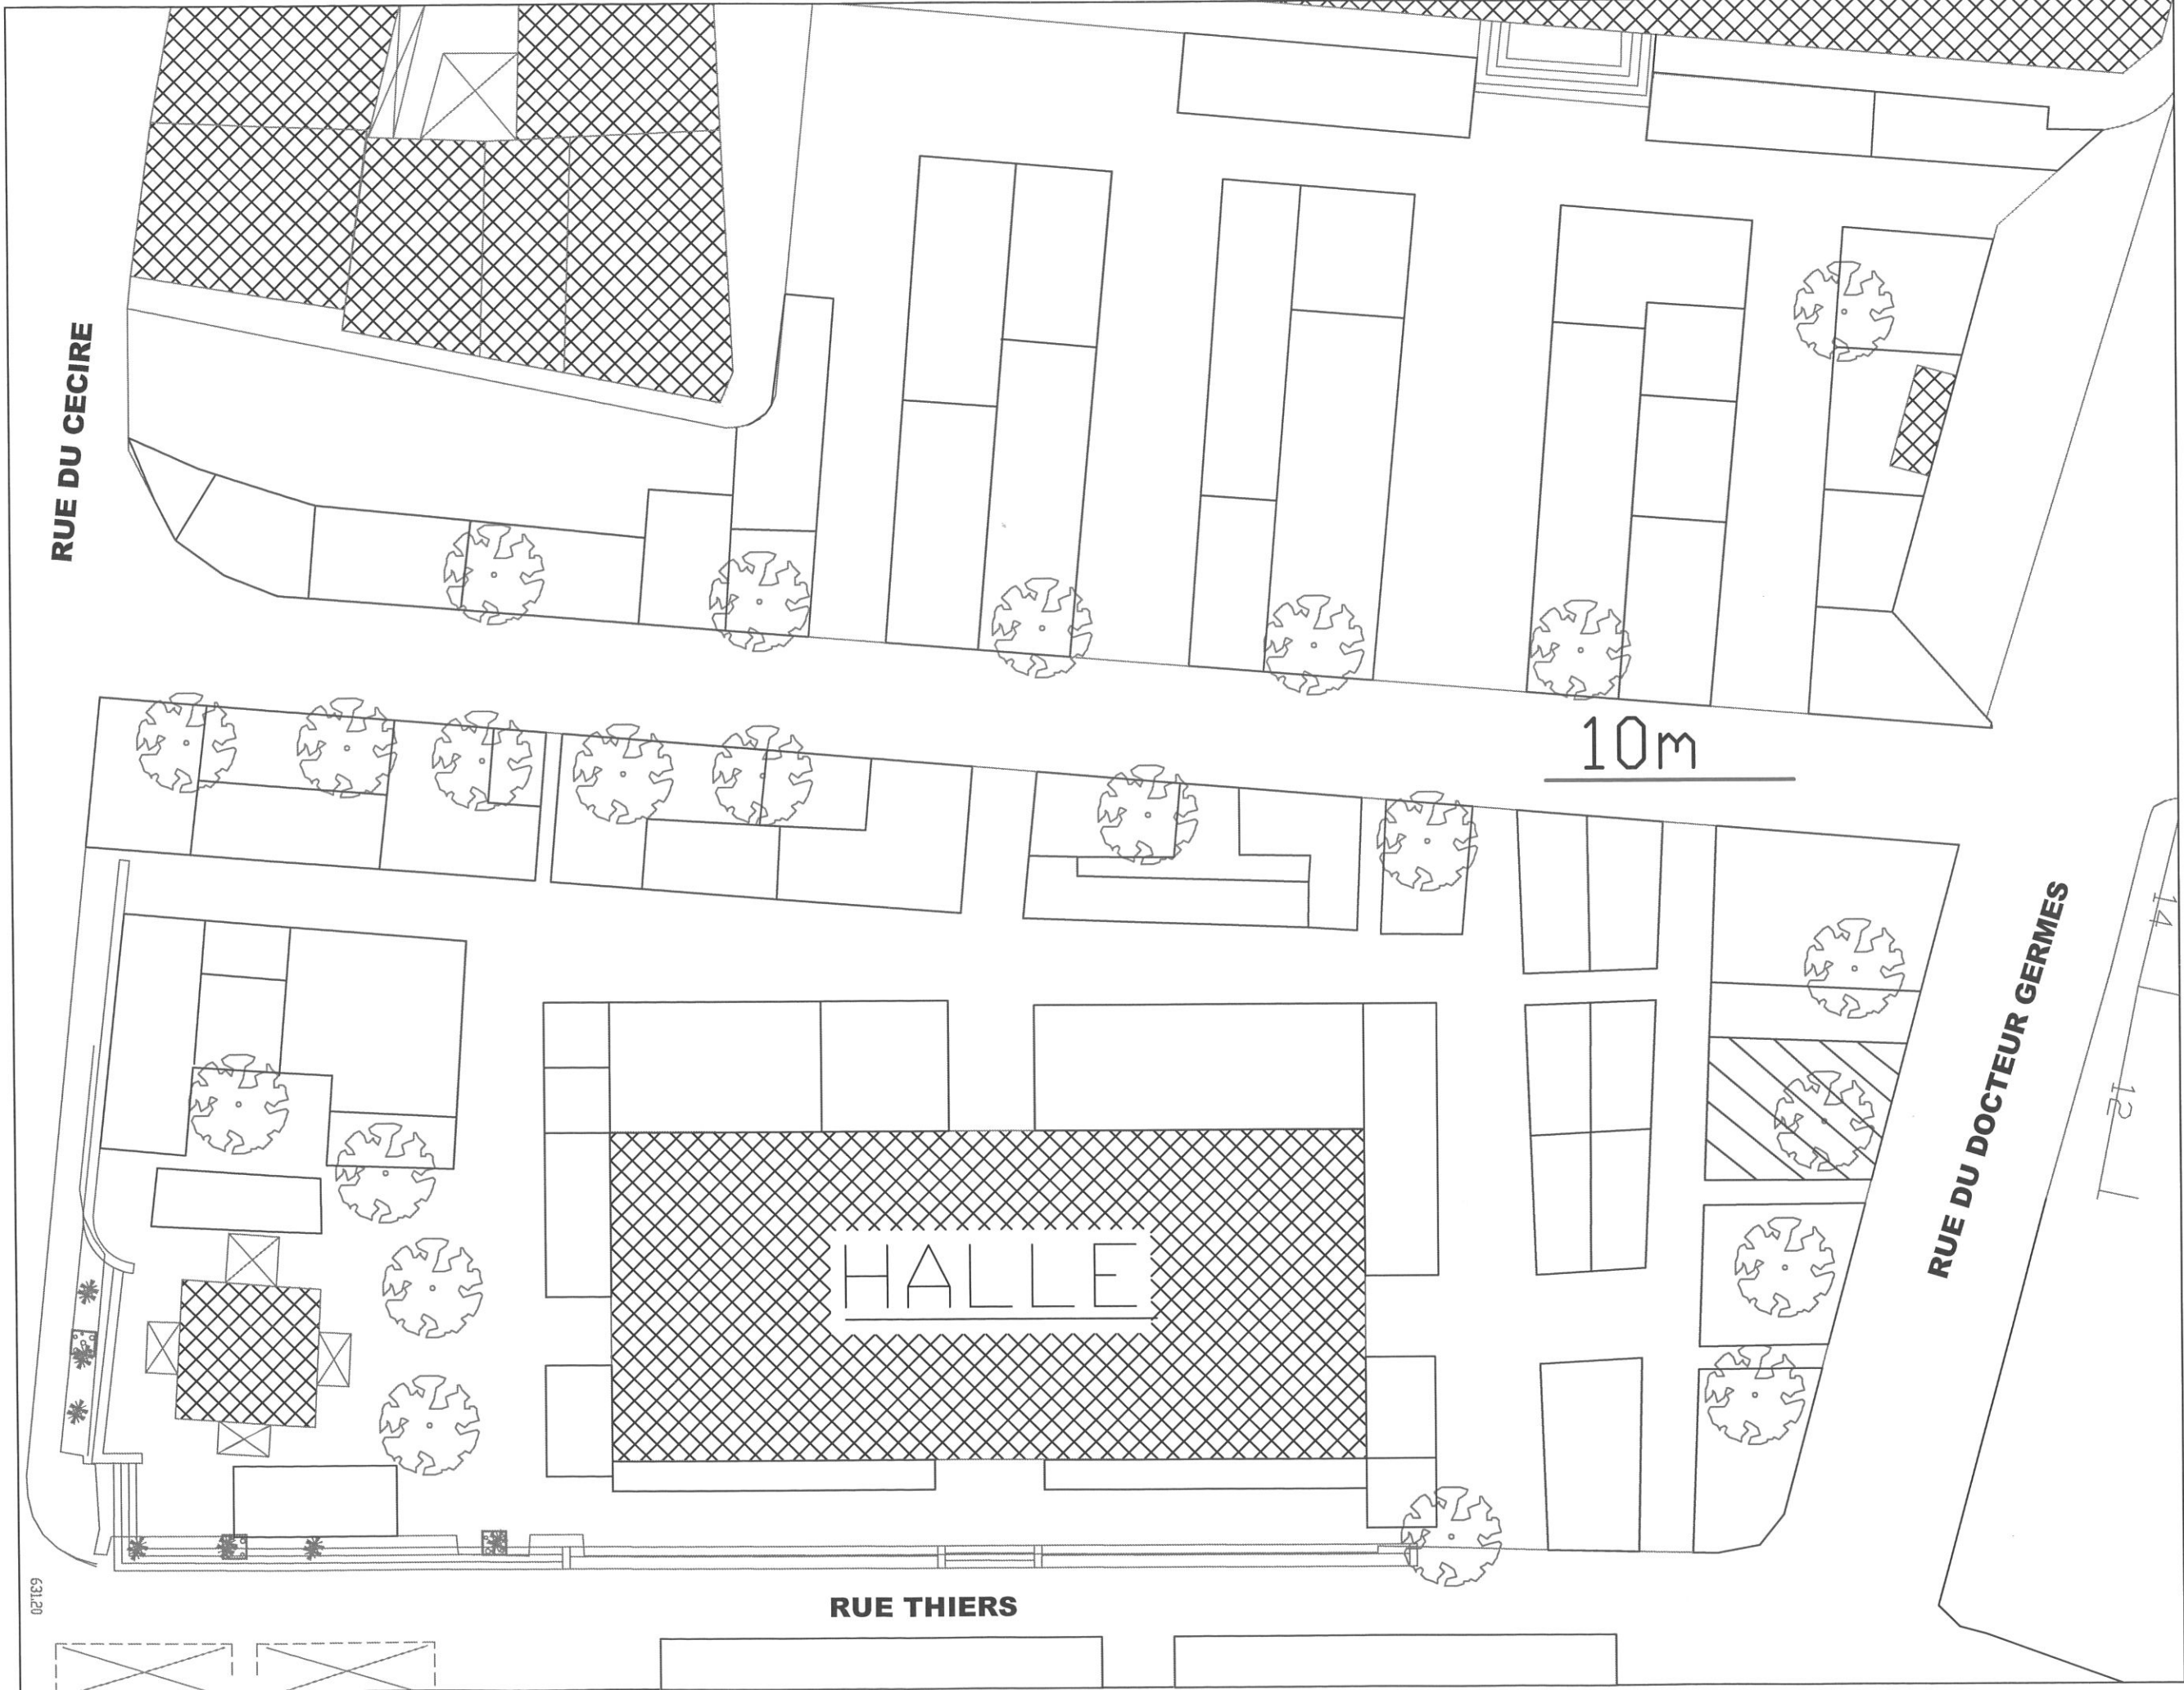 RUE DU CECIRE
10m
14
RUE DU DOCTEUR GERMES
12
HALLE
631.20
RUE THIERS